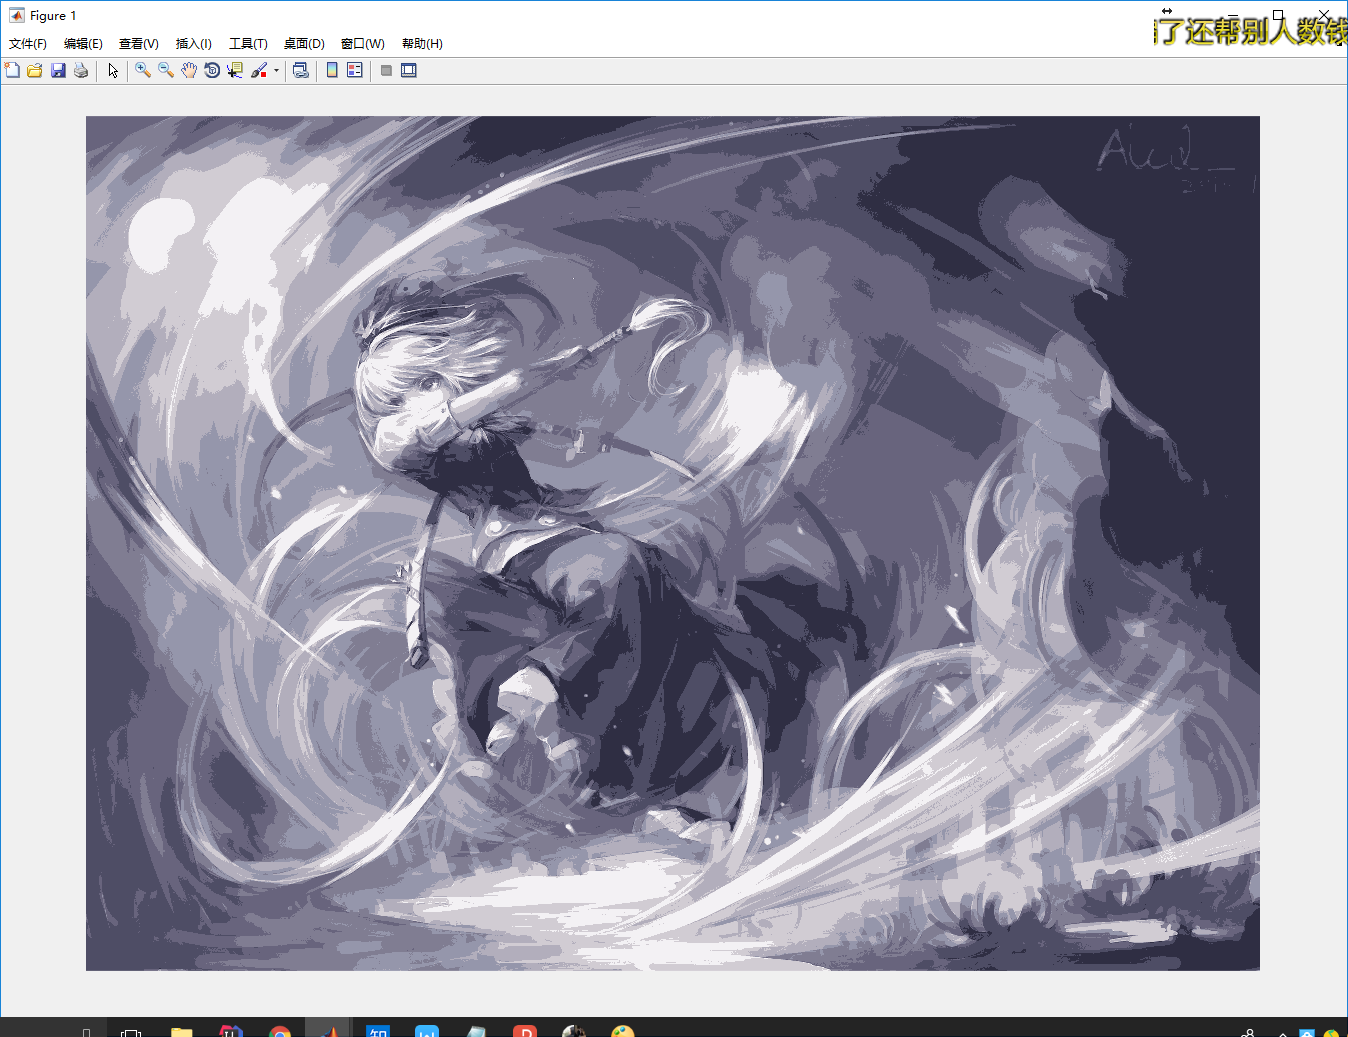 Figure 1
了还帮别人数钱
文件(F) 编辑(E) 查看(V) 插入(I) 工具(T) 桌面(D) 窗口(W) 帮助(H)
知